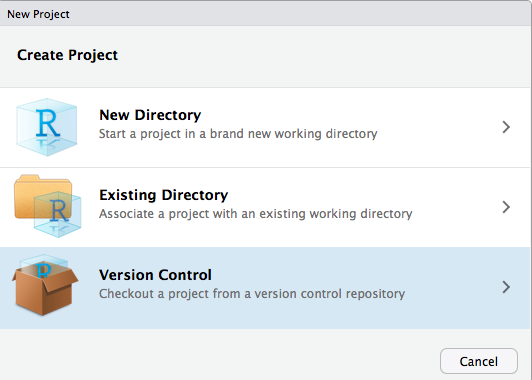 New Project
Create Project
R
New Directory
Start a project in a brand new working directory
R
Existing Directory
Associate a project with an existing working directory
R
Version Control
Checkout a project from a version control repository
Cancel